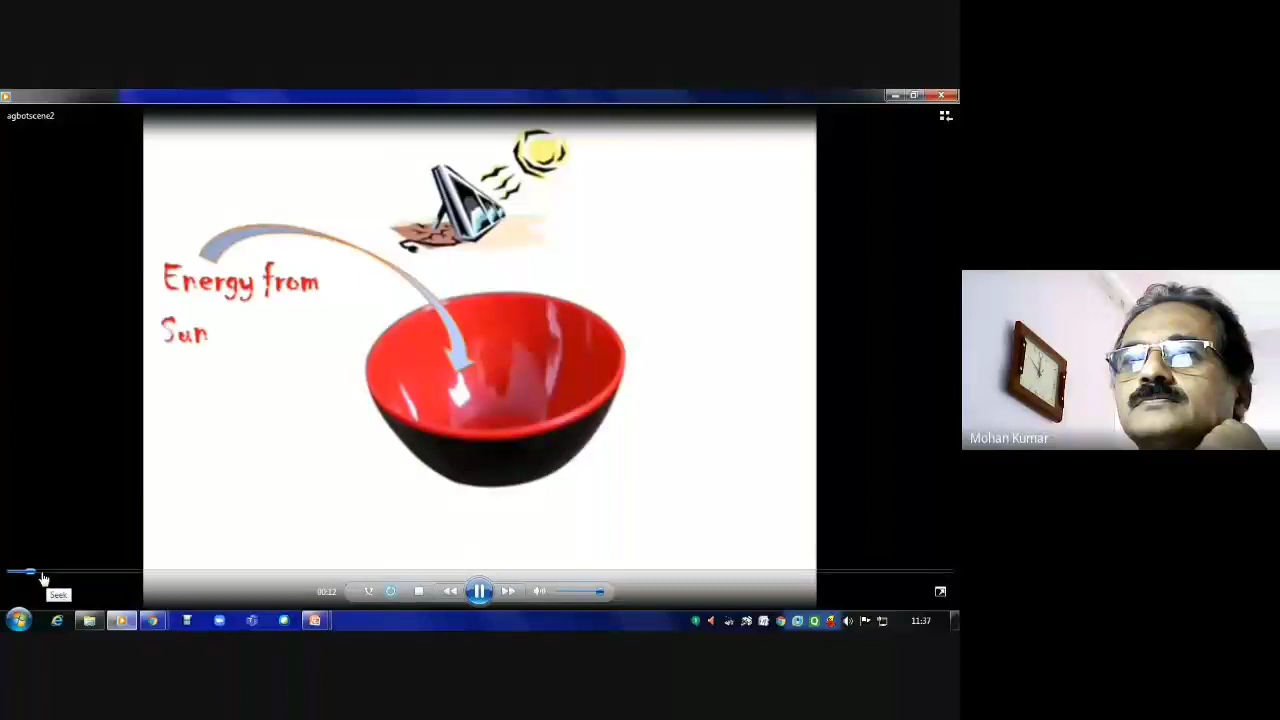 agbotscene2
Energy from
Sun
Mohan Kumar
00:12
Seek
11:37